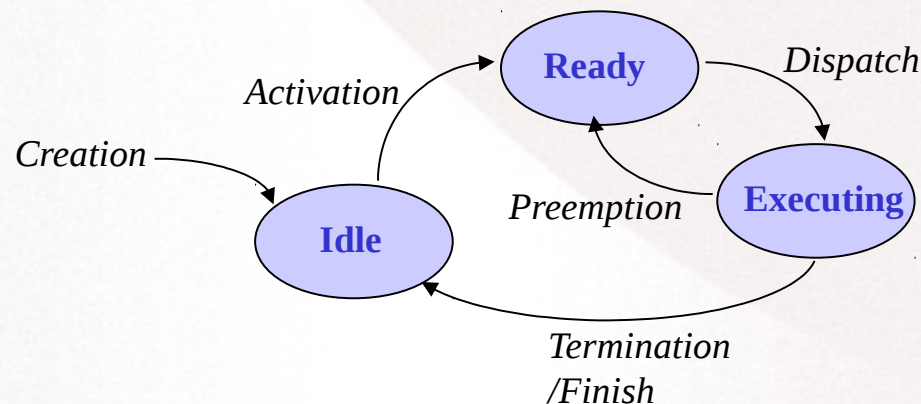 Ready
Dispatch
Activation
Creation
Preemption
Executing
Idle
Termination
/Finish